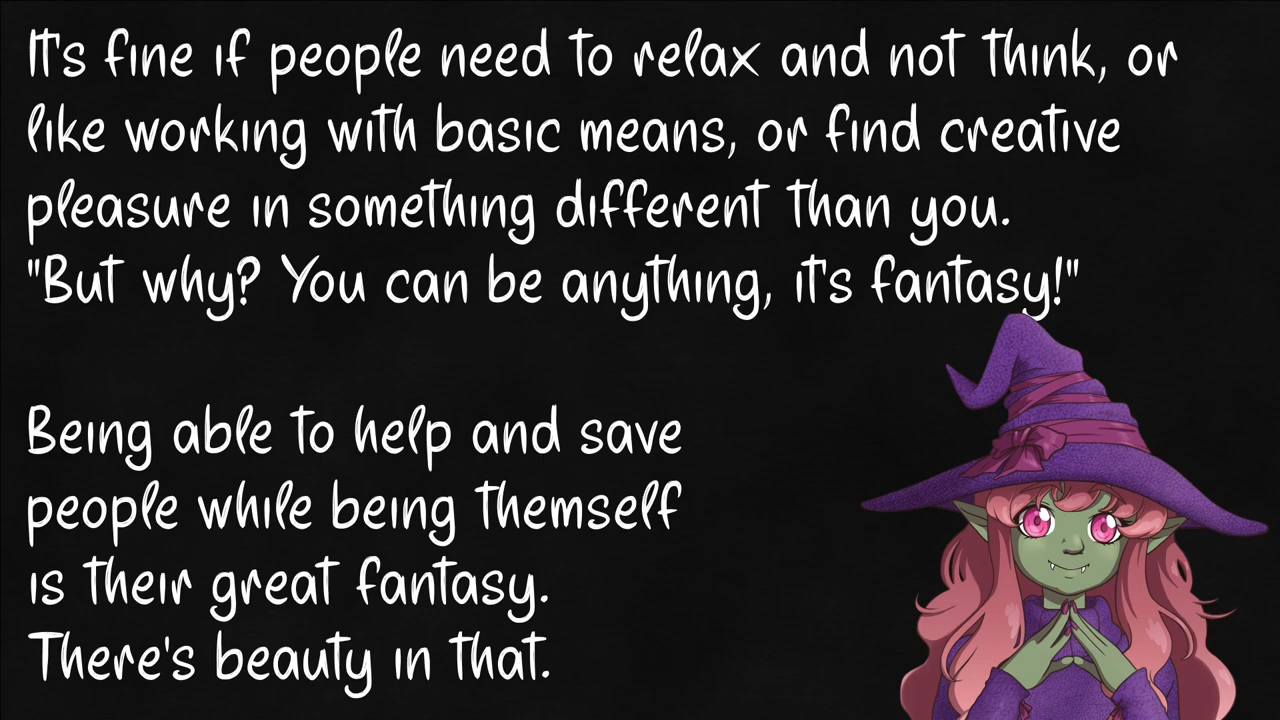 It's fine if people need to relax and not think, or
like working with basic means, or find creative
pleasure in something different than you.
"But why? You can be anything, it's fantasy!"
Being able to help and save
people while being themself
is their great fantasy.
There's beauty in that.